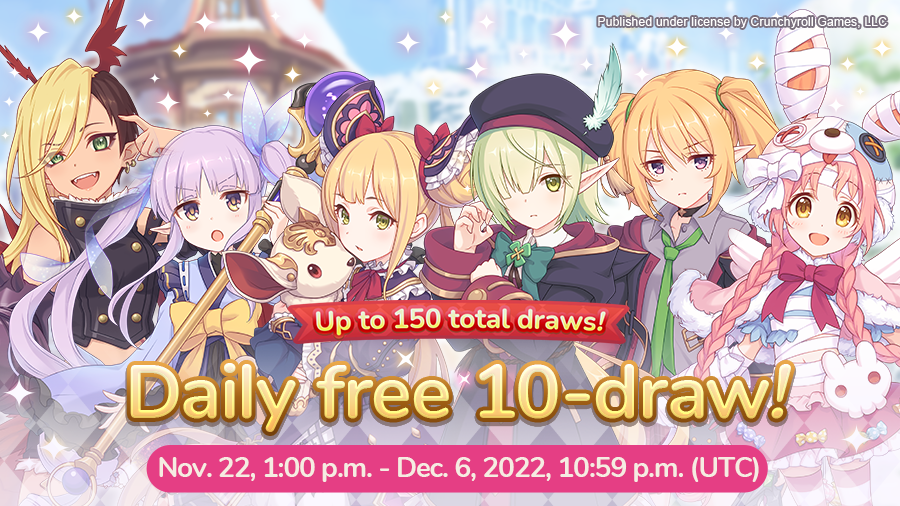 Published under license by Crunchyroll Games, LLC
Up to 150 total draws!
Daily free 10-draw!
Nov. 22, 1:00 p.m. - Dec. 6, 2022, 10:59 p.m. (UTC)